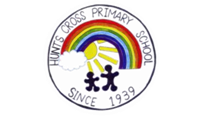 HUNTS CROSS PRIMARY SCHOOL
SINCE 1939